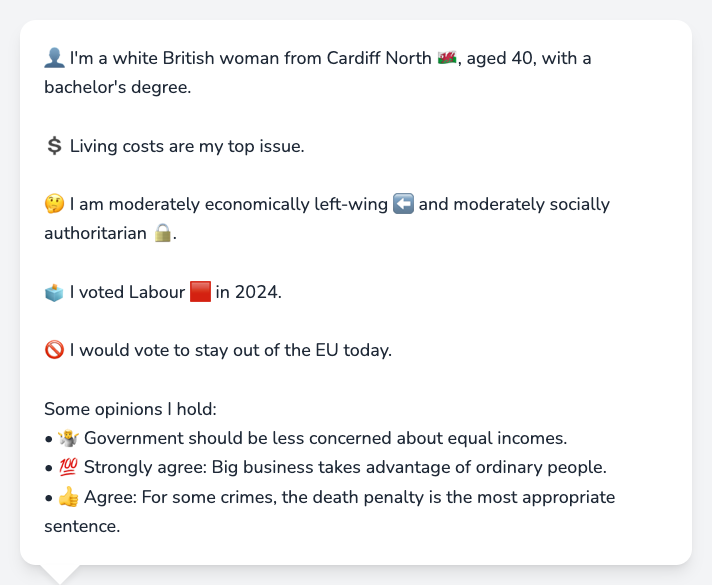 👤 I'm a white British woman from Cardiff North 🏴󠁧󠁢󠁷󠁬󠁳󠁿, aged 40, with a
bachelor's degree.
💲 Living costs are my top issue.
🤔 I am moderately economically left-wing ⬅️ and moderately socially
authoritarian 🔒.
🗳️ I voted Labour 🟥 in 2024.
🚫 I would vote to stay out of the EU today.
Some opinions I hold:
• 🤷 Government should be less concerned about equal incomes.
• 💯 Strongly agree: Big business takes advantage of ordinary people.
• 👍 Agree: For some crimes, the death penalty is the most appropriate
sentence.